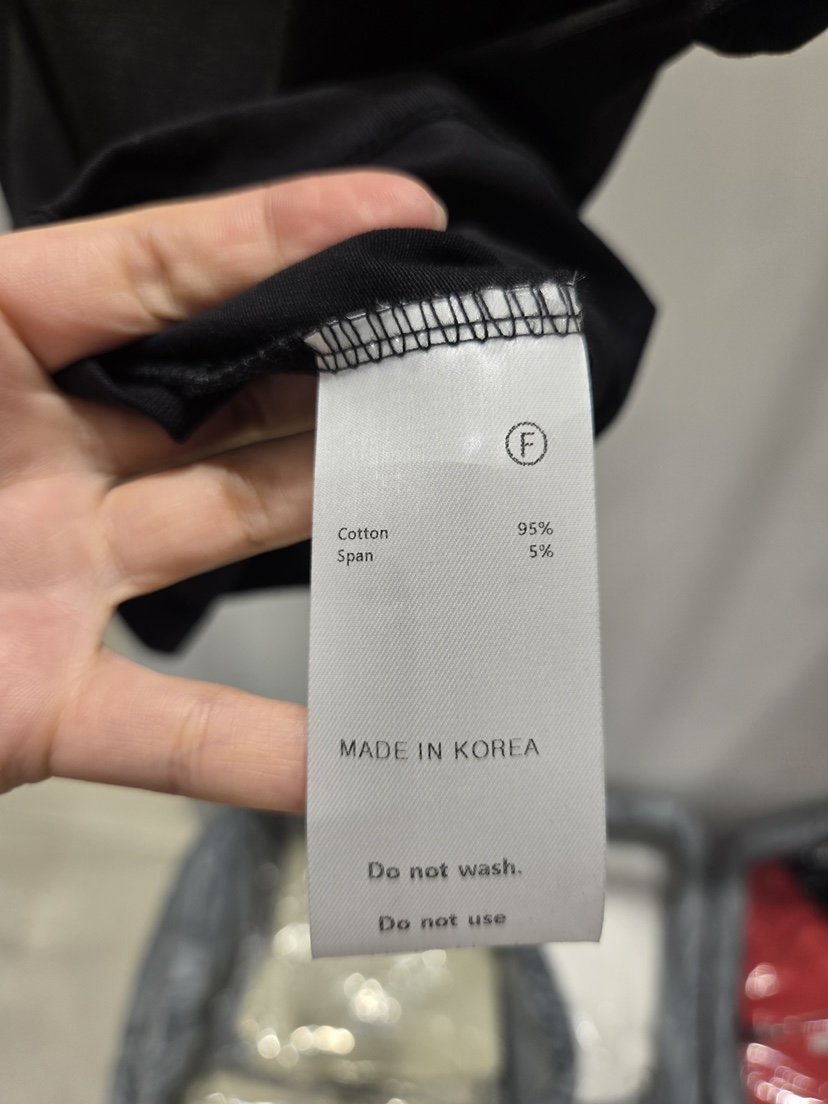 F
Cotton 95%
Span 5%
MADE IN KOREA
Do not wash.
Do not use